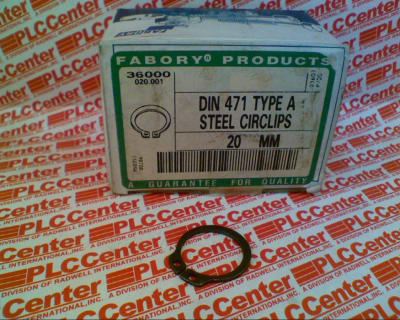 FABORY® PRODUCTS
36000
020.001
DIN 471 TYPE A
STEEL CIRCLIPS
20 MM
A GUARANTEE FOR QUALITY
PLCCenter
A DIVISION OF RADWELL INTERNATIONAL, INC.